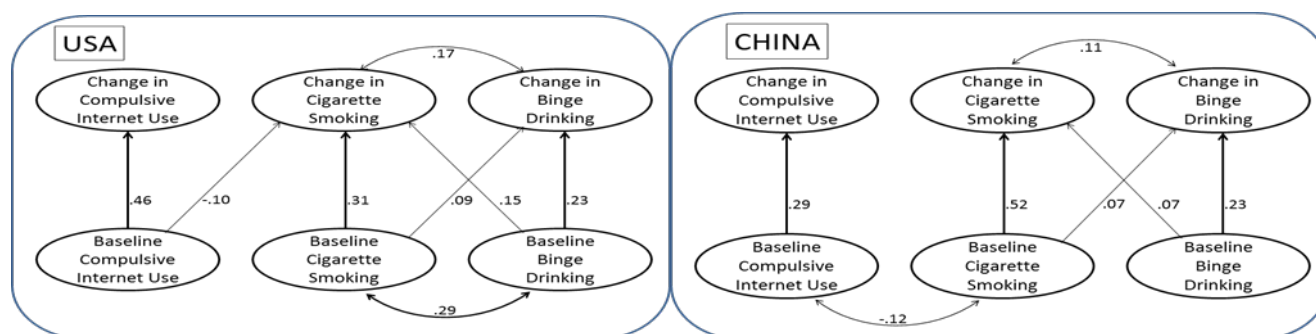 USA
.17
Change in
Compulsive
Internet Use
Change in
Cigarette
Smoking
Change in
Binge
Drinking
.46
-.10
.31
.09
.15
.23
Baseline
Compulsive
Internet Use
Baseline
Cigarette
Smoking
Baseline
Binge
Drinking
.29
CHINA
.11
Change in
Compulsive
Internet Use
Change in
Cigarette
Smoking
Change in
Binge
Drinking
.29
.52
.07
.07
.23
Baseline
Compulsive
Internet Use
Baseline
Cigarette
Smoking
Baseline
Binge
Drinking
-.12